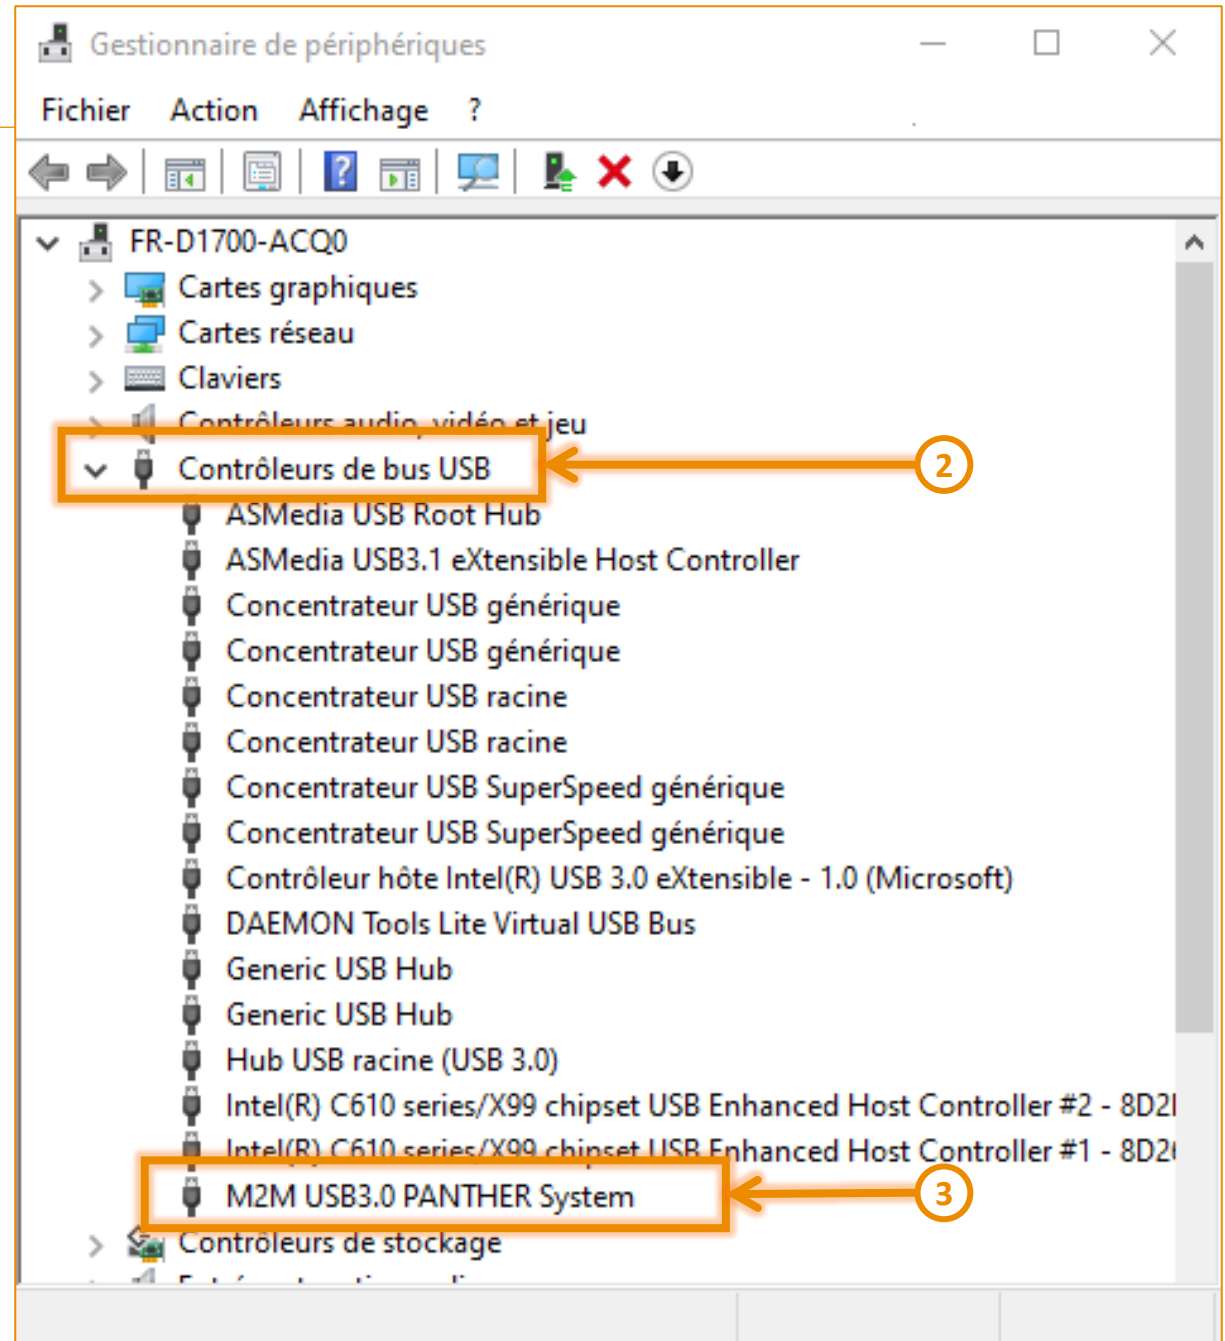 Gestionnaire de périphériques
Fichier Action Affichage ?
FR-D1700-ACQ0
Cartes graphiques
Cartes réseau
Claviers
Contrôleurs audio, vidéo et jeu
Contrôleurs de bus USB
2
ASMedia USB Root Hub
ASMedia USB3.1 eXtensible Host Controller
Concentrateur USB générique
Concentrateur USB générique
Concentrateur USB racine
Concentrateur USB racine
Concentrateur USB SuperSpeed générique
Concentrateur USB SuperSpeed générique
Contrôleur hôte Intel(R) USB 3.0 eXtensible - 1.0 (Microsoft)
DAEMON Tools Lite Virtual USB Bus
Generic USB Hub
Generic USB Hub
Hub USB racine (USB 3.0)
Intel(R) C610 series/X99 chipset USB Enhanced Host Controller #2 - 8D2
Intel(R) C610 series/X99 chipset USB Enhanced Host Controller #1 - 8D2
M2M USB3.0 PANTHER System
3
Contrôleurs de stockage